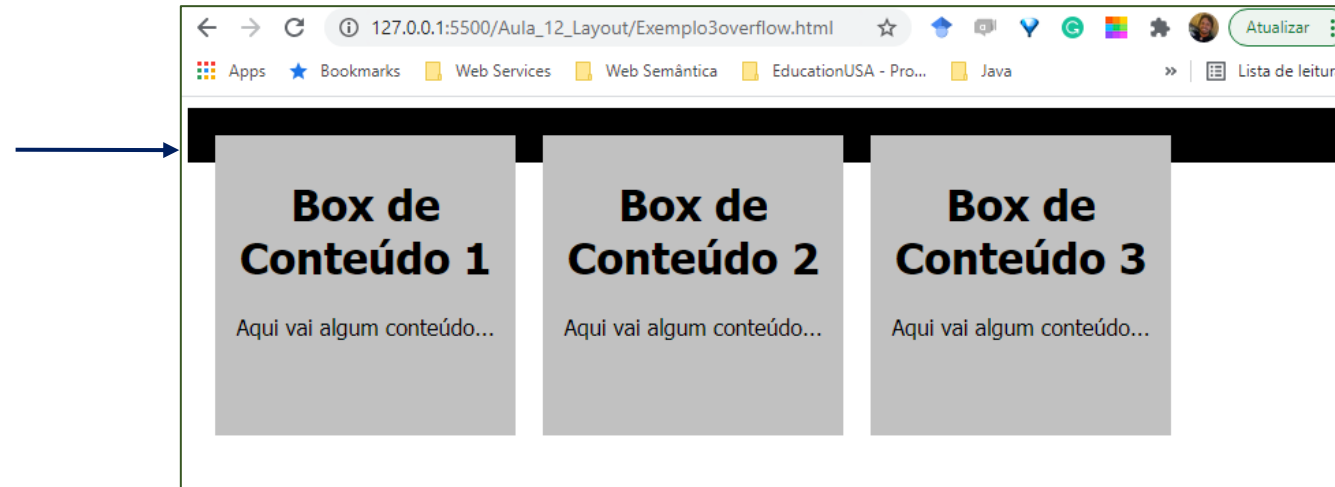 127.0.0.1:5500/Aula_12_Layout/Exemplo3overflow.html Atualizar
Apps Bookmarks Web Services Web Semântica EducationUSA - Pro... Java » Lista de leitur
Box de
Conteúdo 1
Aqui vai algum conteúdo...
Box de
Conteúdo 2
Aqui vai algum conteúdo...
Box de
Conteúdo 3
Aqui vai algum conteúdo...